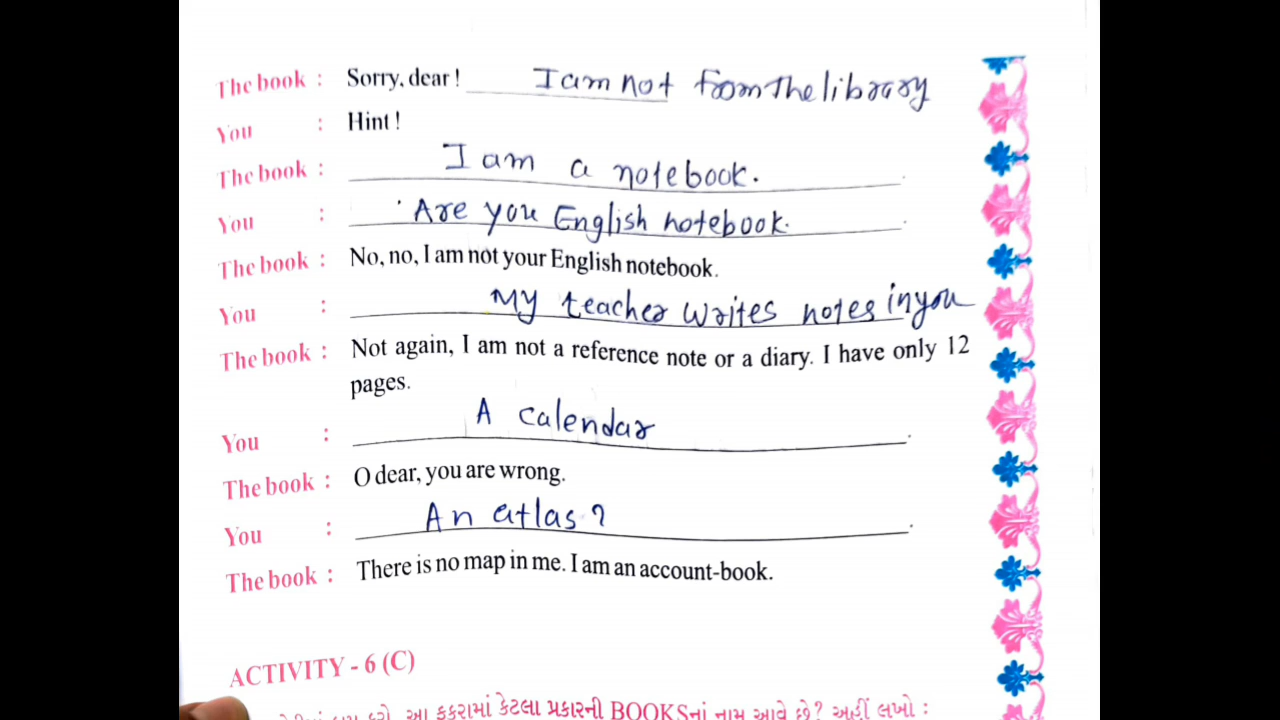 The book : Sorry, dear ! I am not from the library
You : Hint !
The book : I am a notebook.
You : Are you English notebook.
The book : No, no, I am not your English notebook.
You : My teacher writes notes in you
The book : Not again, I am not a reference note or a diary. I have only 12
pages.
You : A calendar .
The book : O dear, you are wrong.
You : An atlas ? .
The book : There is no map in me. I am an account-book.
ACTIVITY - 6 (C)
આ ફકરામાં કેટલા પ્રકારની BOOKSનાં નામ આવે છે? અહીં લખો :